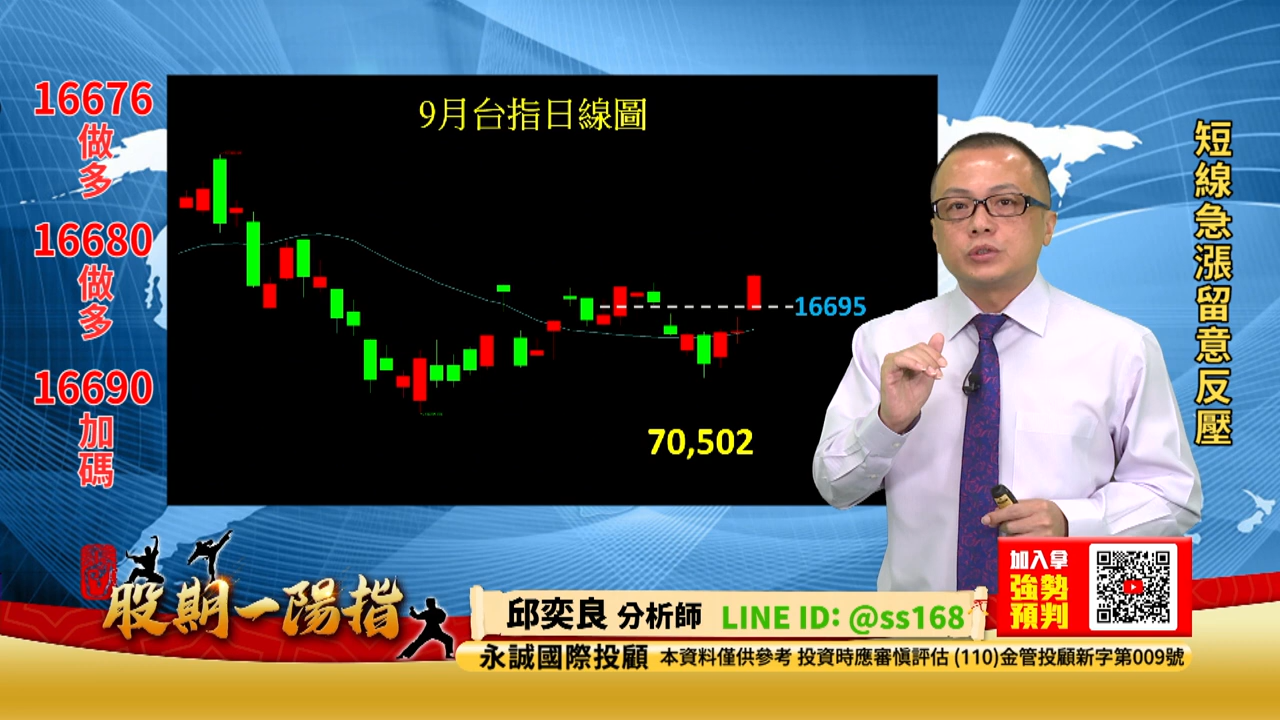 16676
做多
16680
做多
16690
加碼
9月台指日線圖
16695
70,502
短線急漲留意反壓
股期一陽指
邱奕良 分析師 LINE ID: @ss168
加入拿
強勢
預判
永誠國際投顧 本資料僅供參考 投資時應審慎評估 (110)金管投顧新字第009號